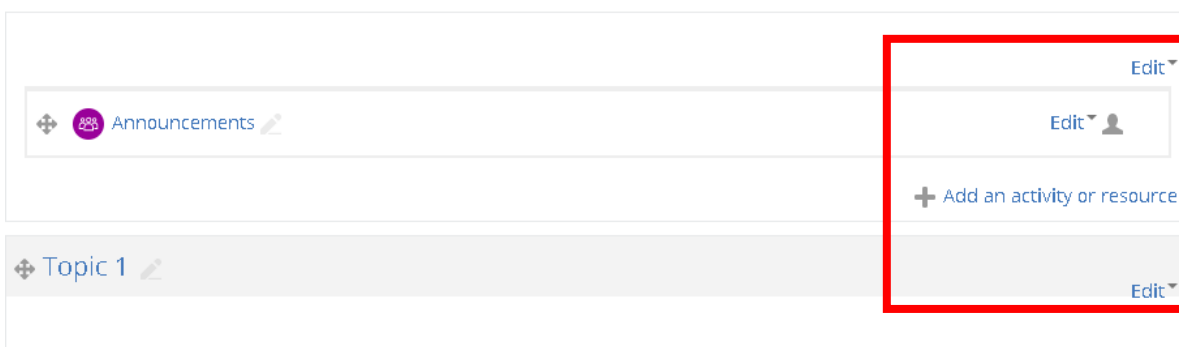 Edit
Announcements Edit
Add an activity or resource
Topic 1
Edit